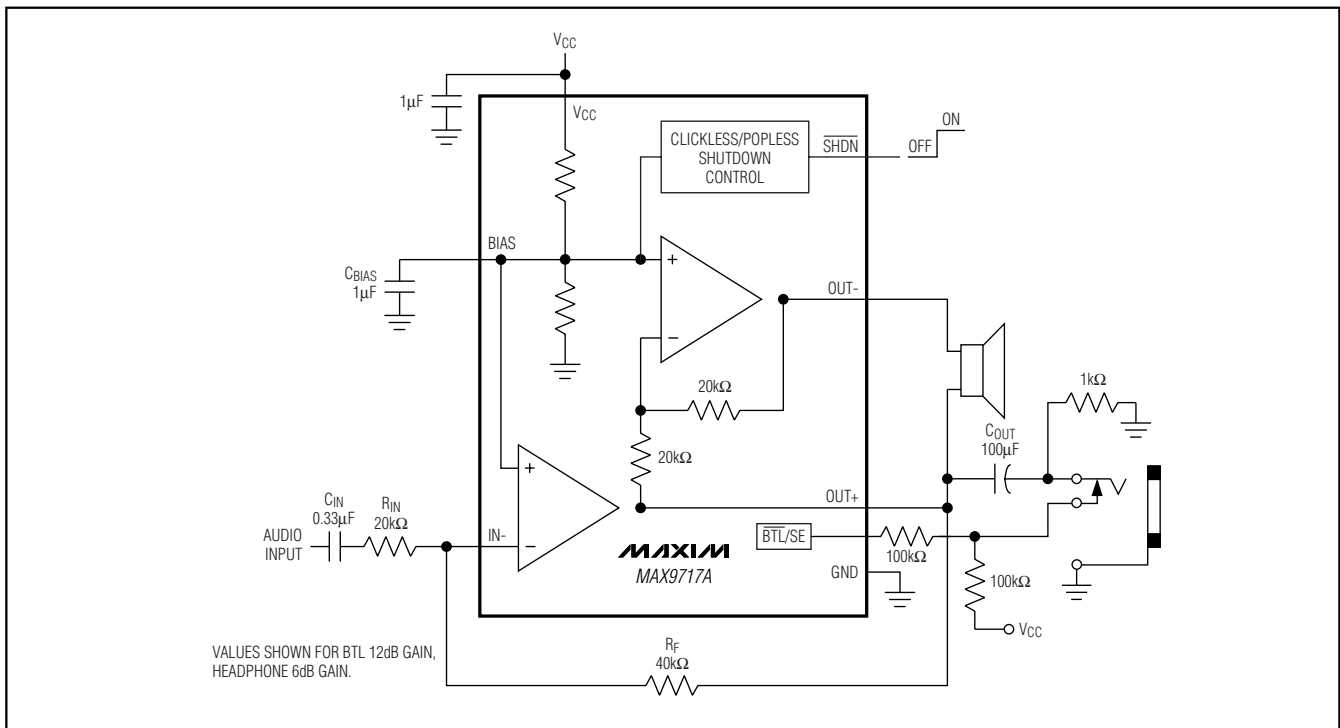 VCC
1µF
VCC
CLICKLESS/POPLESS
SHUTDOWN
CONTROL
SHDN
ON
OFF
BIAS
CBIAS
1µF
+
−
OUT-
20kΩ
1kΩ
20kΩ
COUT
100µF
+
−
OUT+
CIN
0.33µF
RIN
20kΩ
AUDIO
INPUT
IN-
BTL/SE
100kΩ
MAXIM
MAX9717A
GND
100kΩ
VCC
VALUES SHOWN FOR BTL 12dB GAIN,
HEADPHONE 6dB GAIN.
RF
40kΩ